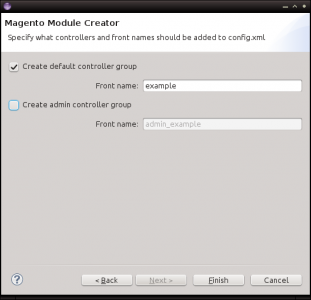 Magento Module Creator
Specify what controllers and front names should be added to config.xml
Create default controller group
Front name: example
Create admin controller group
Front name: admin_example
? < Back Next > Finish Cancel